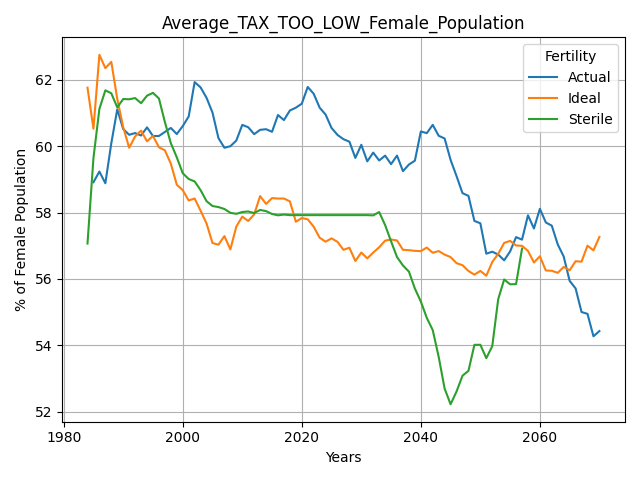 Average_TAX_TOO_LOW_Female_Population
% of Female Population
62
60
58
56
54
52
1980
2000
2020
2040
2060
Years
Fertility
Actual
Ideal
Sterile